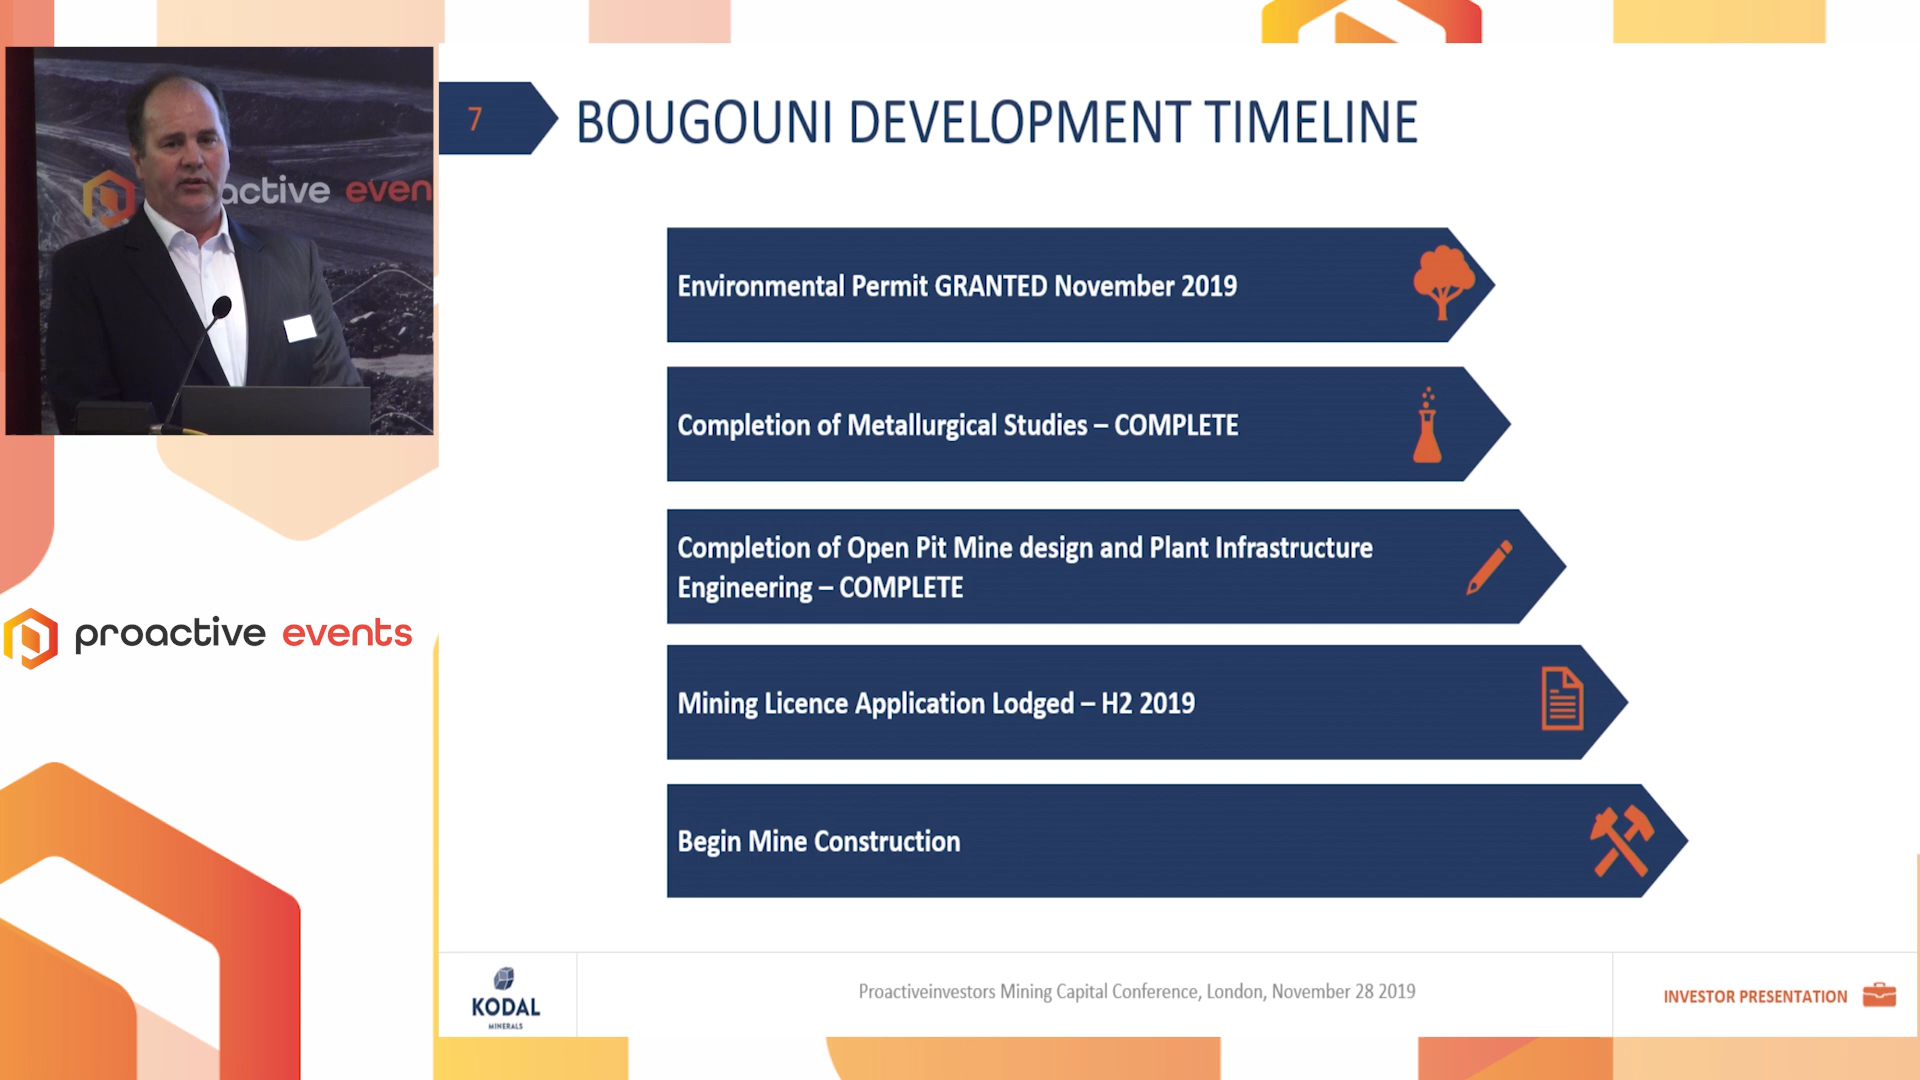 active even
proactive events
7
BOUGOUNI DEVELOPMENT TIMELINE
Environmental Permit GRANTED November 2019
Completion of Metallurgical Studies – COMPLETE
Completion of Open Pit Mine design and Plant Infrastructure
Engineering – COMPLETE
Mining Licence Application Lodged – H2 2019
Begin Mine Construction
KODAL
MINERALS
Proactiveinvestors Mining Capital Conference, London, November 28 2019
INVESTOR PRESENTATION